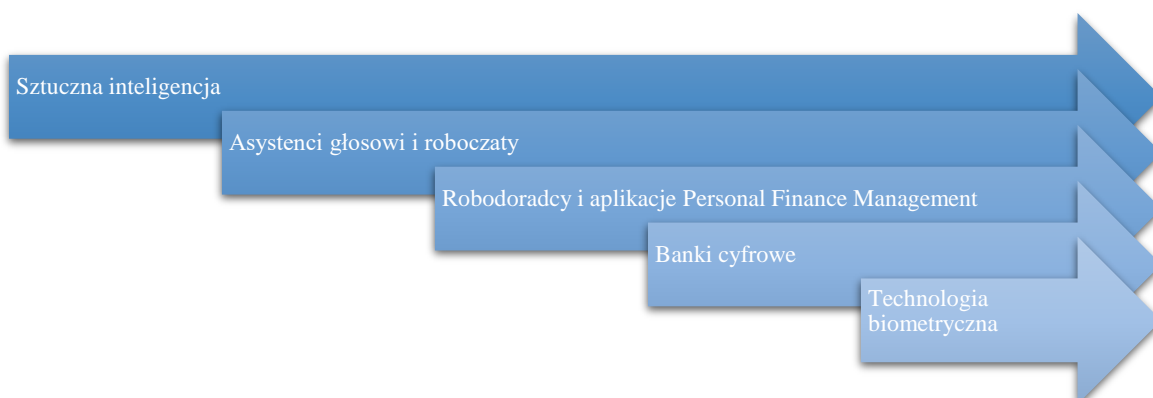 Sztuczna inteligencja
Asystenci głosowi i roboczaty
Robodoradcy i aplikacje Personal Finance Management
Banki cyfrowe
Technologia
biometryczna